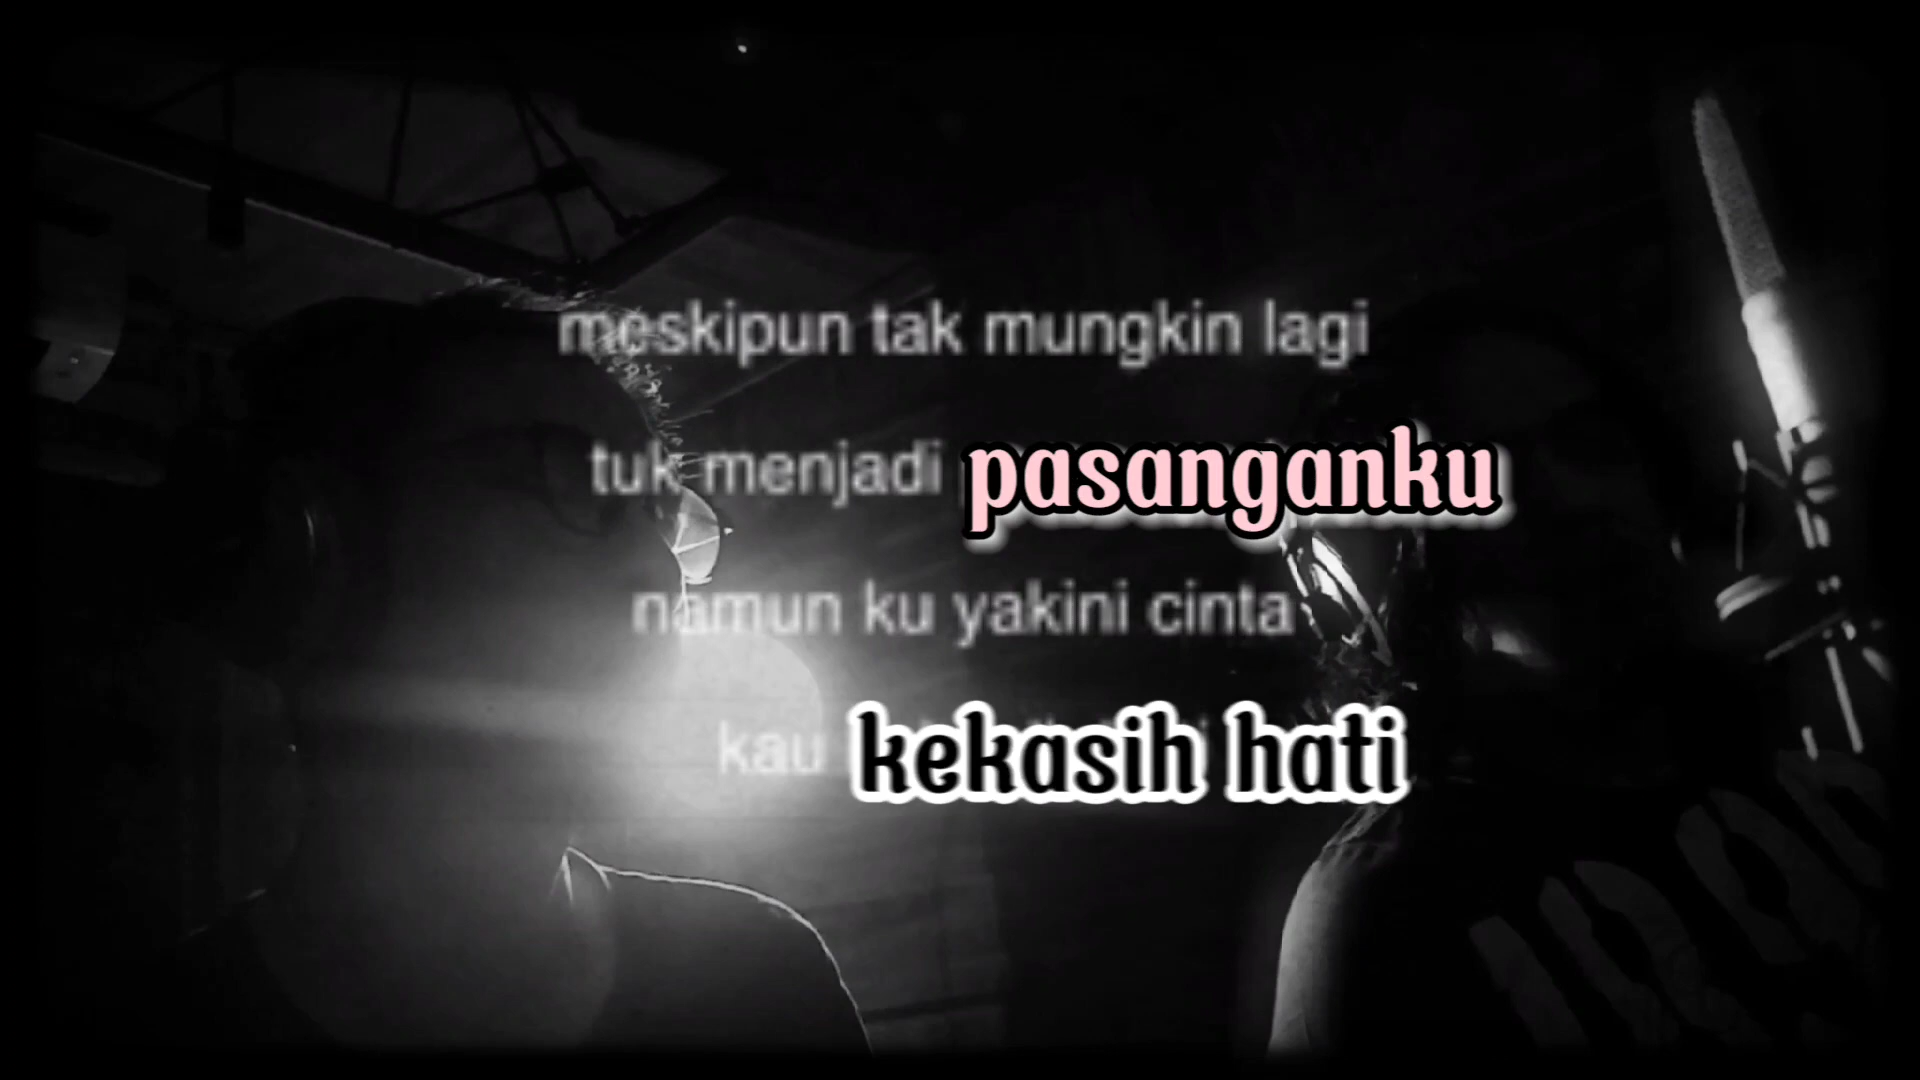 meskipun tak mungkin lagi
tuk menjadi pasanganku
namun ku yakini cinta
kau kekasih hati